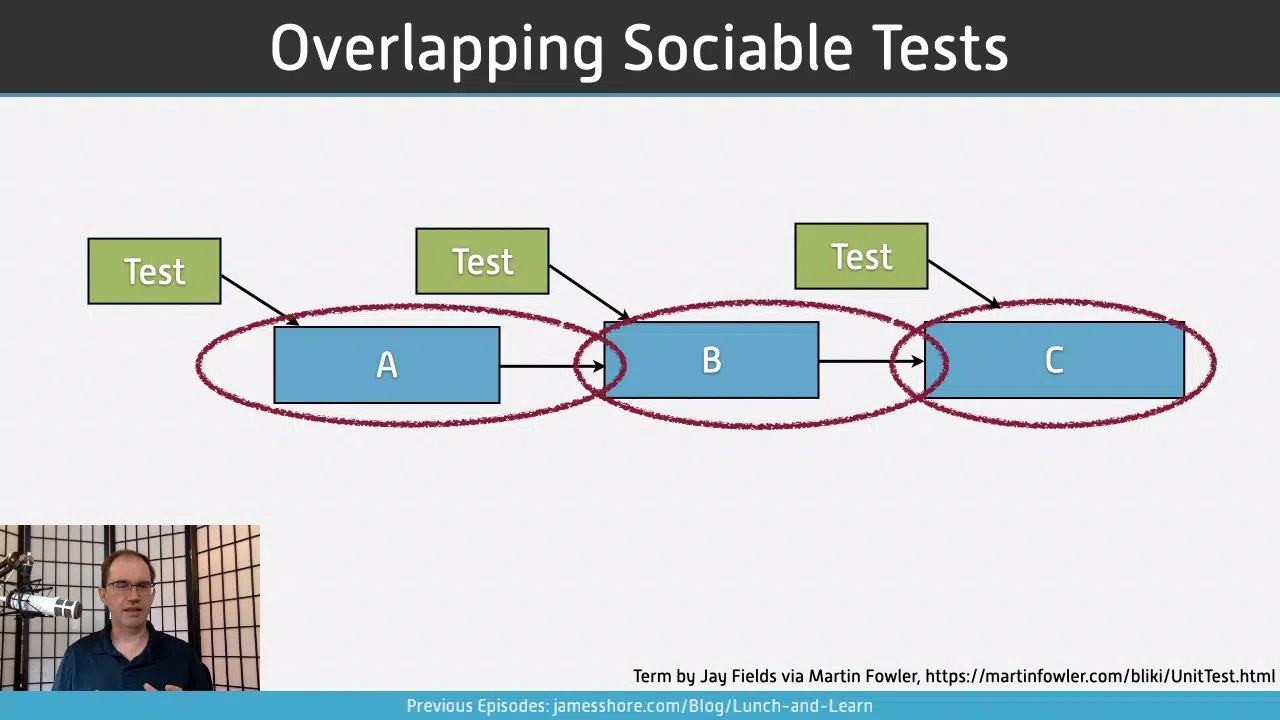 Overlapping Sociable Tests
Test
Test
Test
A
B
C
Term by Jay Fields via Martin Fowler, https://martinfowler.com/bliki/UnitTest.html
Previous Episodes: jamesshore.com/Blog/Lunch-and-Learn